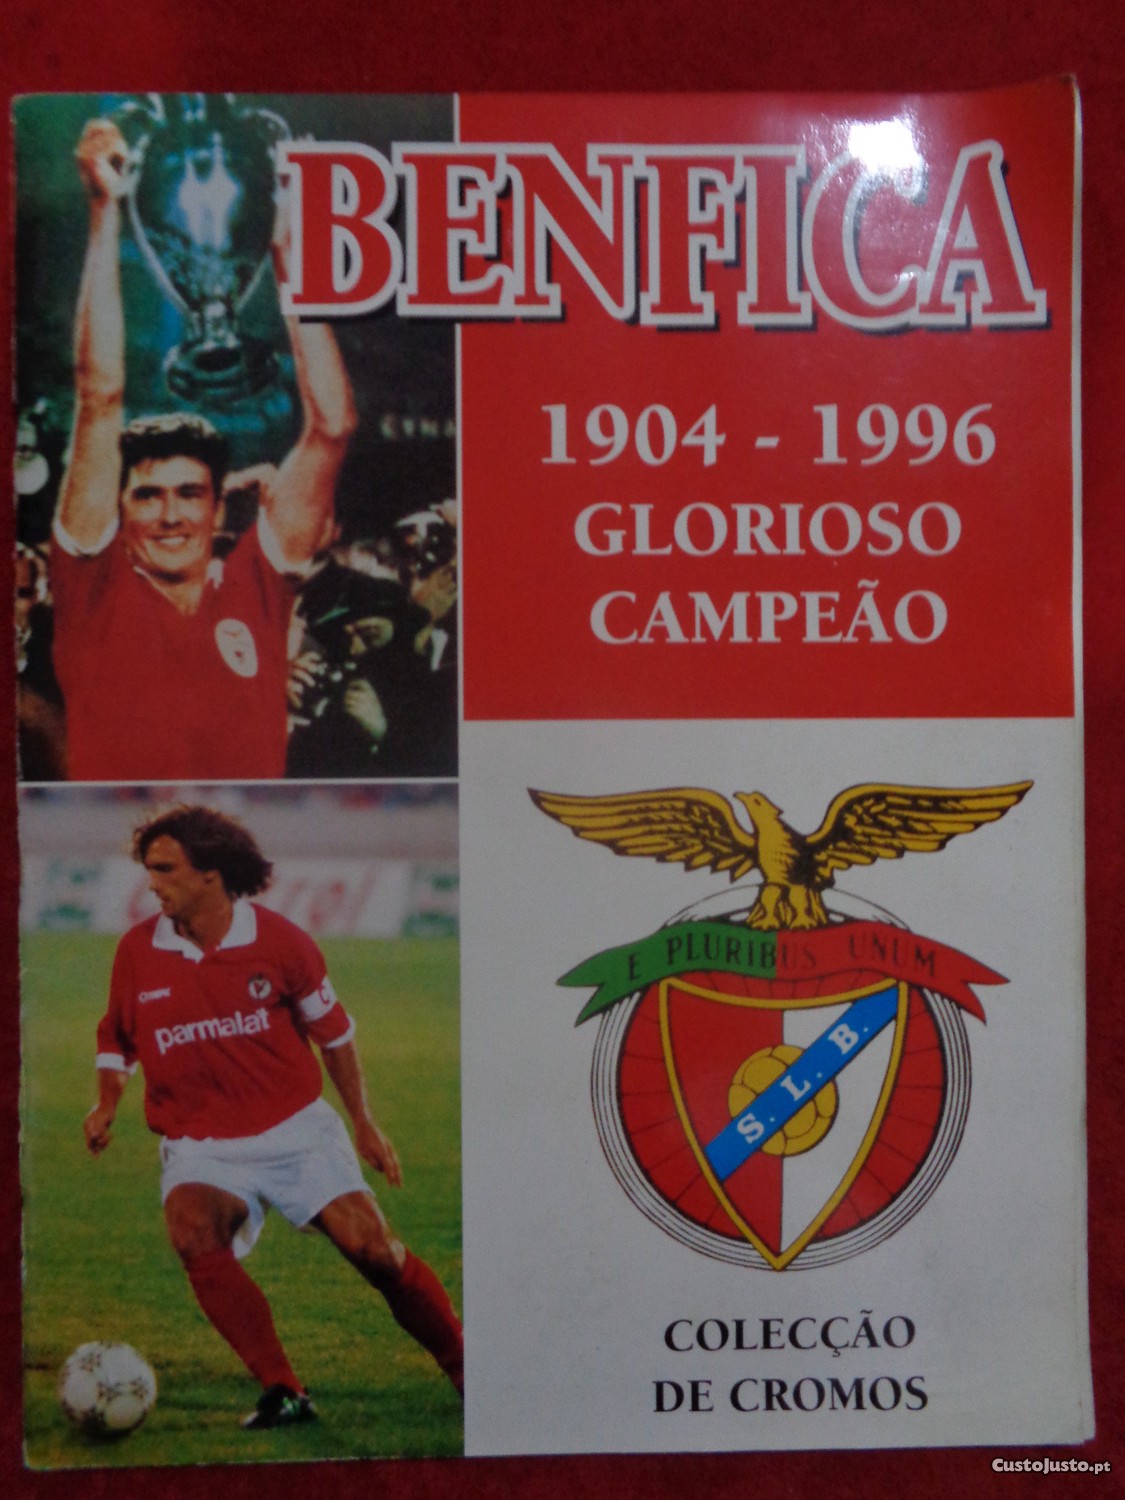 BENFICA
1904 - 1996
GLORIOSO
CAMPEÃO
E PLURIBUS UNUM
S. L. B.
parmalat
COLECÇÃO
DE CROMOS
CustoJusto.pt